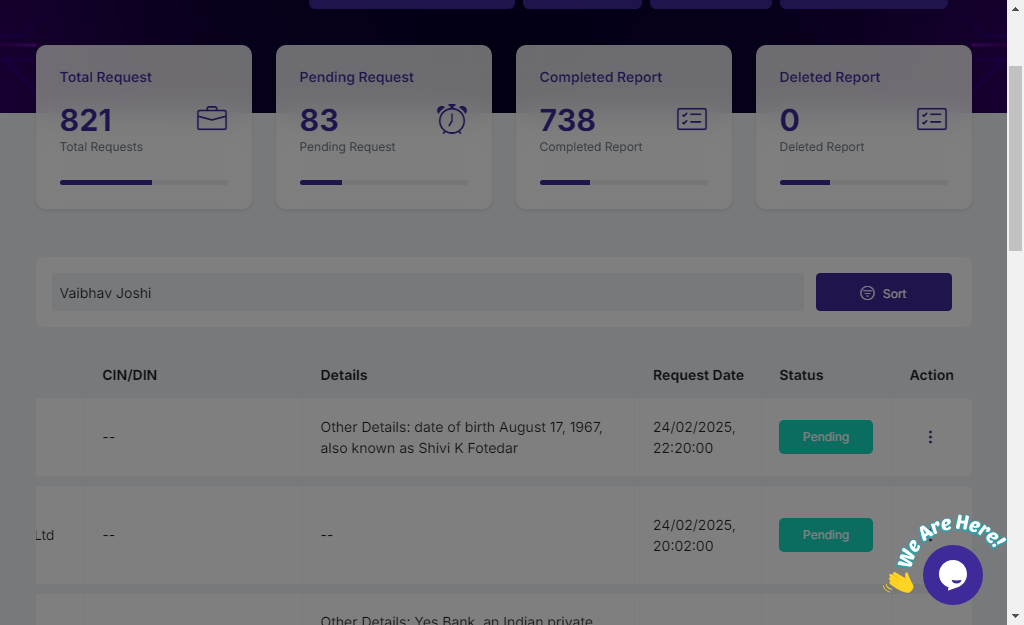 Total Request
821
Total Requests
Pending Request
83
Pending Request
Completed Report
738
Completed Report
Deleted Report
0
Deleted Report
Vaibhav Joshi
Sort
CIN/DIN
Details
Request Date
Status
Action
--
Other Details: date of birth August 17, 1967,
also known as Shivi K Fotedar
24/02/2025,
22:20:00
Pending
Ltd
--
--
24/02/2025,
20:02:00
Pending
We Are Here!
Other Details: Yes Bank, an Indian private